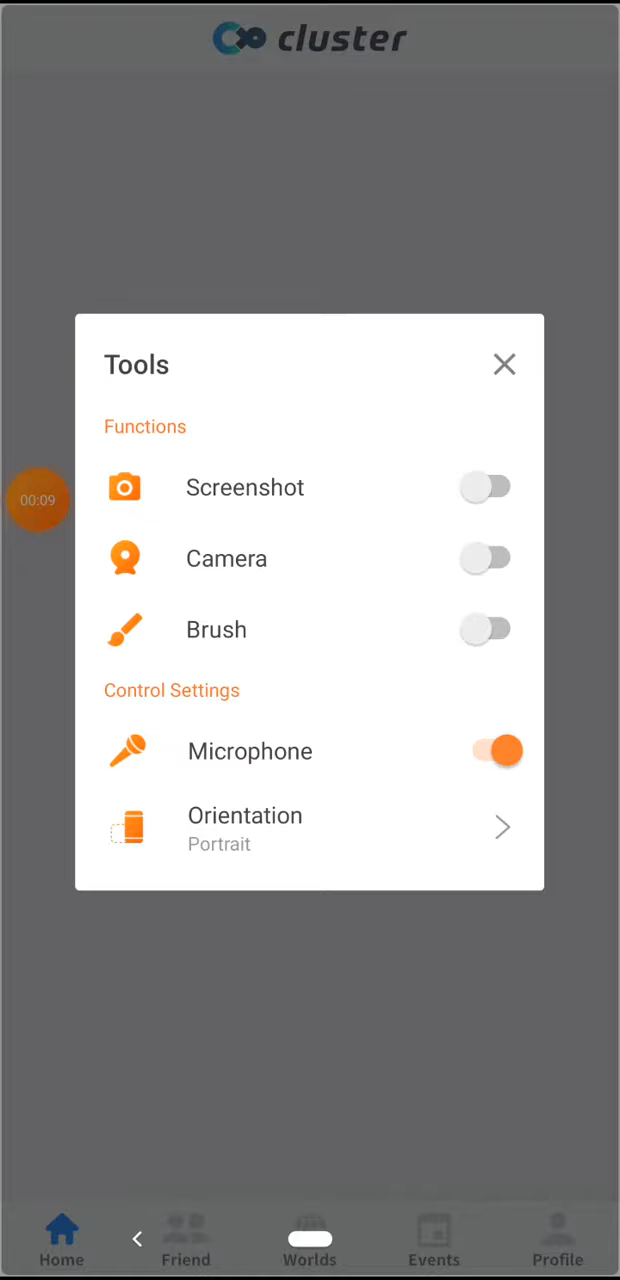 cluster
Tools
Functions
00:09
Screenshot
Camera
Brush
Control Settings
Microphone
Orientation
Portrait
Home
Friend
Worlds
Events
Profile